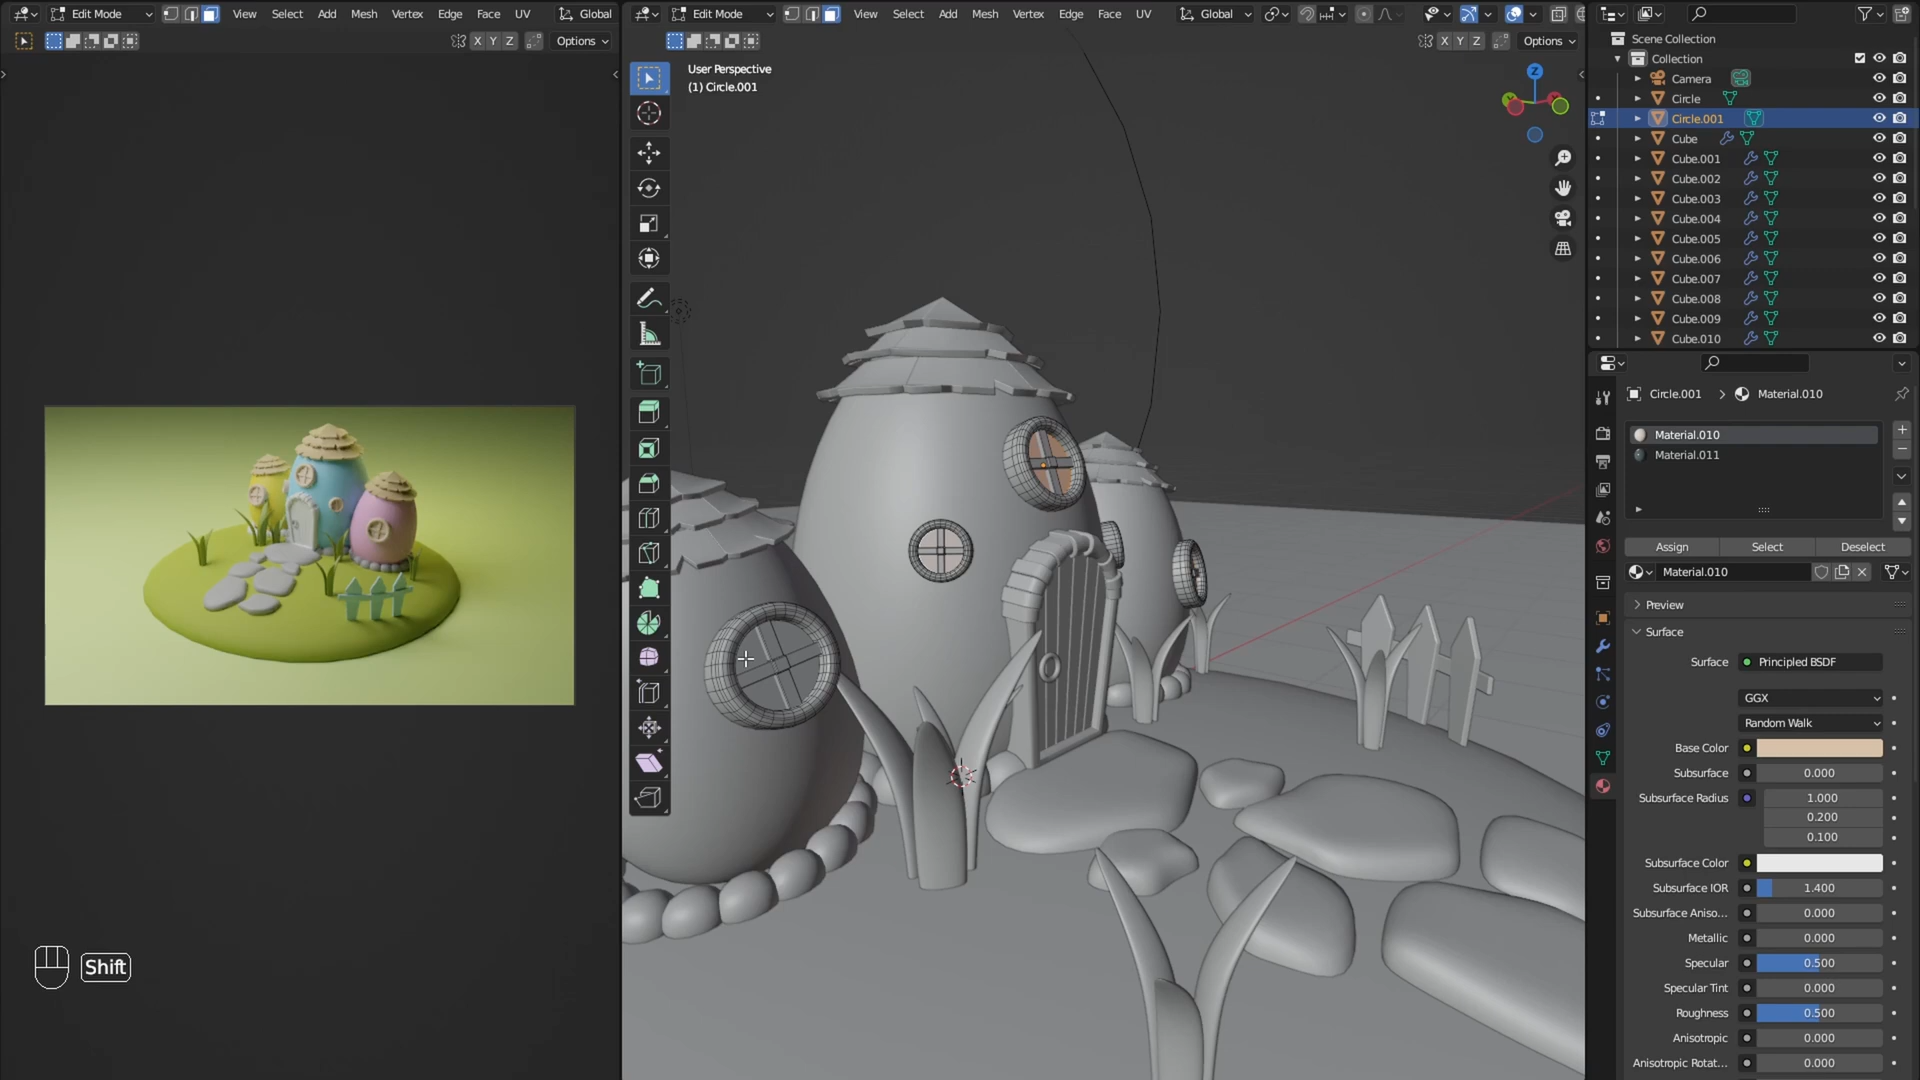 Edit Mode View Select Add Mesh Vertex Edge Face UV Global
X Y Z Options
Edit Mode View Select Add Mesh Vertex Edge Face UV Global
X Y Z Options
User Perspective
(1) Circle.001
Z
Shift
Scene Collection
Collection
Camera
Circle
Circle.001
Cube
Cube.001
Cube.002
Cube.003
Cube.004
Cube.005
Cube.006
Cube.007
Cube.008
Cube.009
Cube.010
Circle.001 > Material.010
Material.010
Material.011
Assign Select Deselect
Material.010
Preview
Surface
Surface Principled BSDF
GGX
Random Walk
Base Color
Subsurface 0.000
Subsurface Radius 1.000
0.200
0.100
Subsurface Color
Subsurface IOR 1.400
Subsurface Aniso... 0.000
Metallic 0.000
Specular 0.500
Specular Tint 0.000
Roughness 0.500
Anisotropic 0.000
Anisotropic Rotat... 0.000